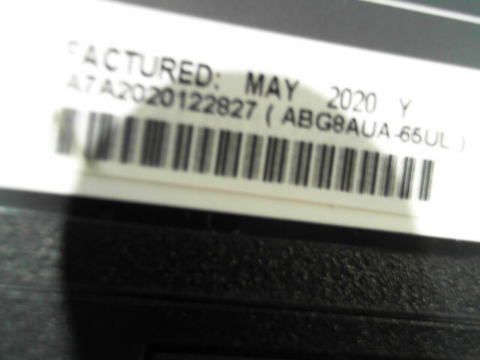 FACTURED: MAY 2020 Y
A7A2020122827 ( ABG8AUA-65UL )